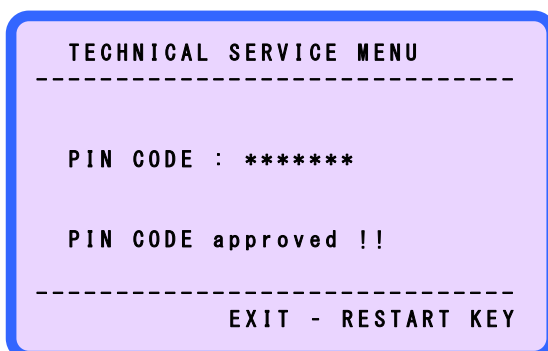 TECHNICAL SERVICE MENU
------------------------------
PIN CODE : *******
PIN CODE approved !!
------------------------------
EXIT - RESTART KEY